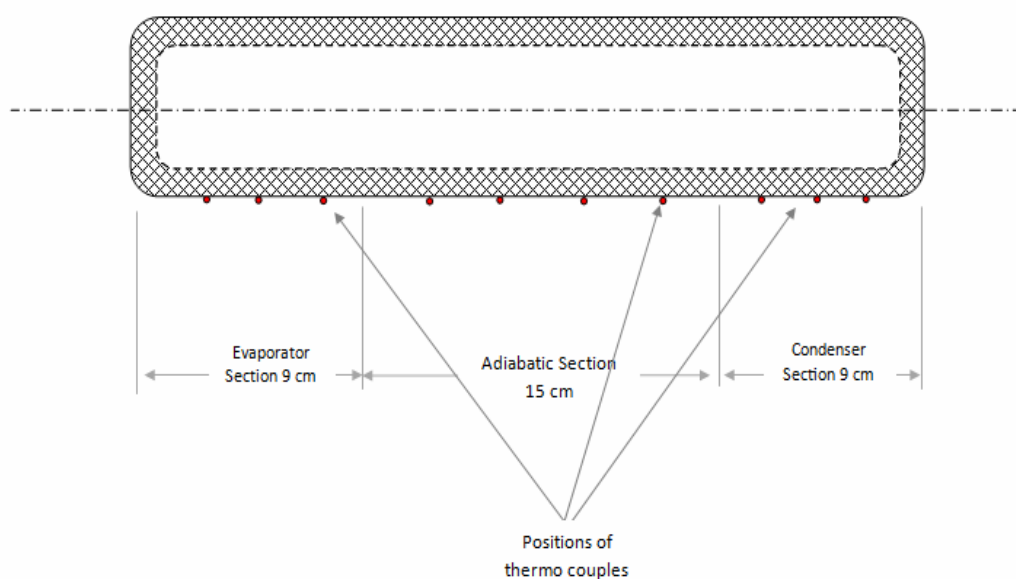 Evaporator
Section 9 cm
Adiabatic Section
15 cm
Condenser
Section 9 cm
Positions of
thermo couples